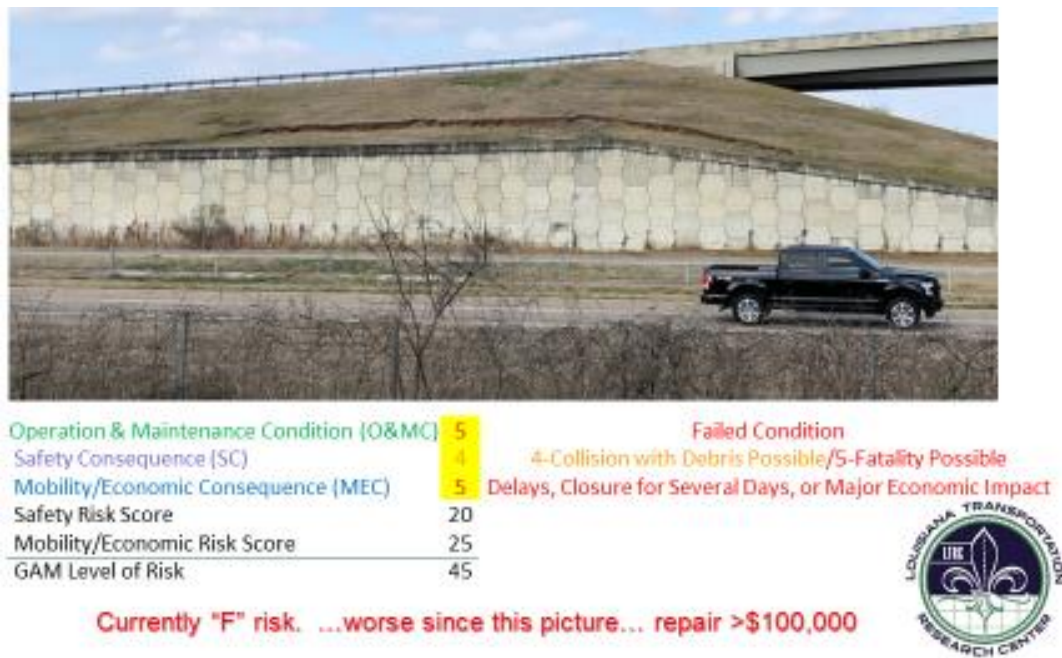 Operation & Maintenance Condition (O&MC) 5 Failed Condition
Safety Consequence (SC) 4 4-Collision with Debris Possible/5-Fatality Possible
Mobility/Economic Consequence (MEC) 5 Delays, Closure for Several Days, or Major Economic Impact
Safety Risk Score 20
Mobility/Economic Risk Score 25
GAM Level of Risk 45
LOUISIANA TRANSPORTATION
LTRC
RESEARCH CENTER
Currently "F" risk. ...worse since this picture... repair >$100,000